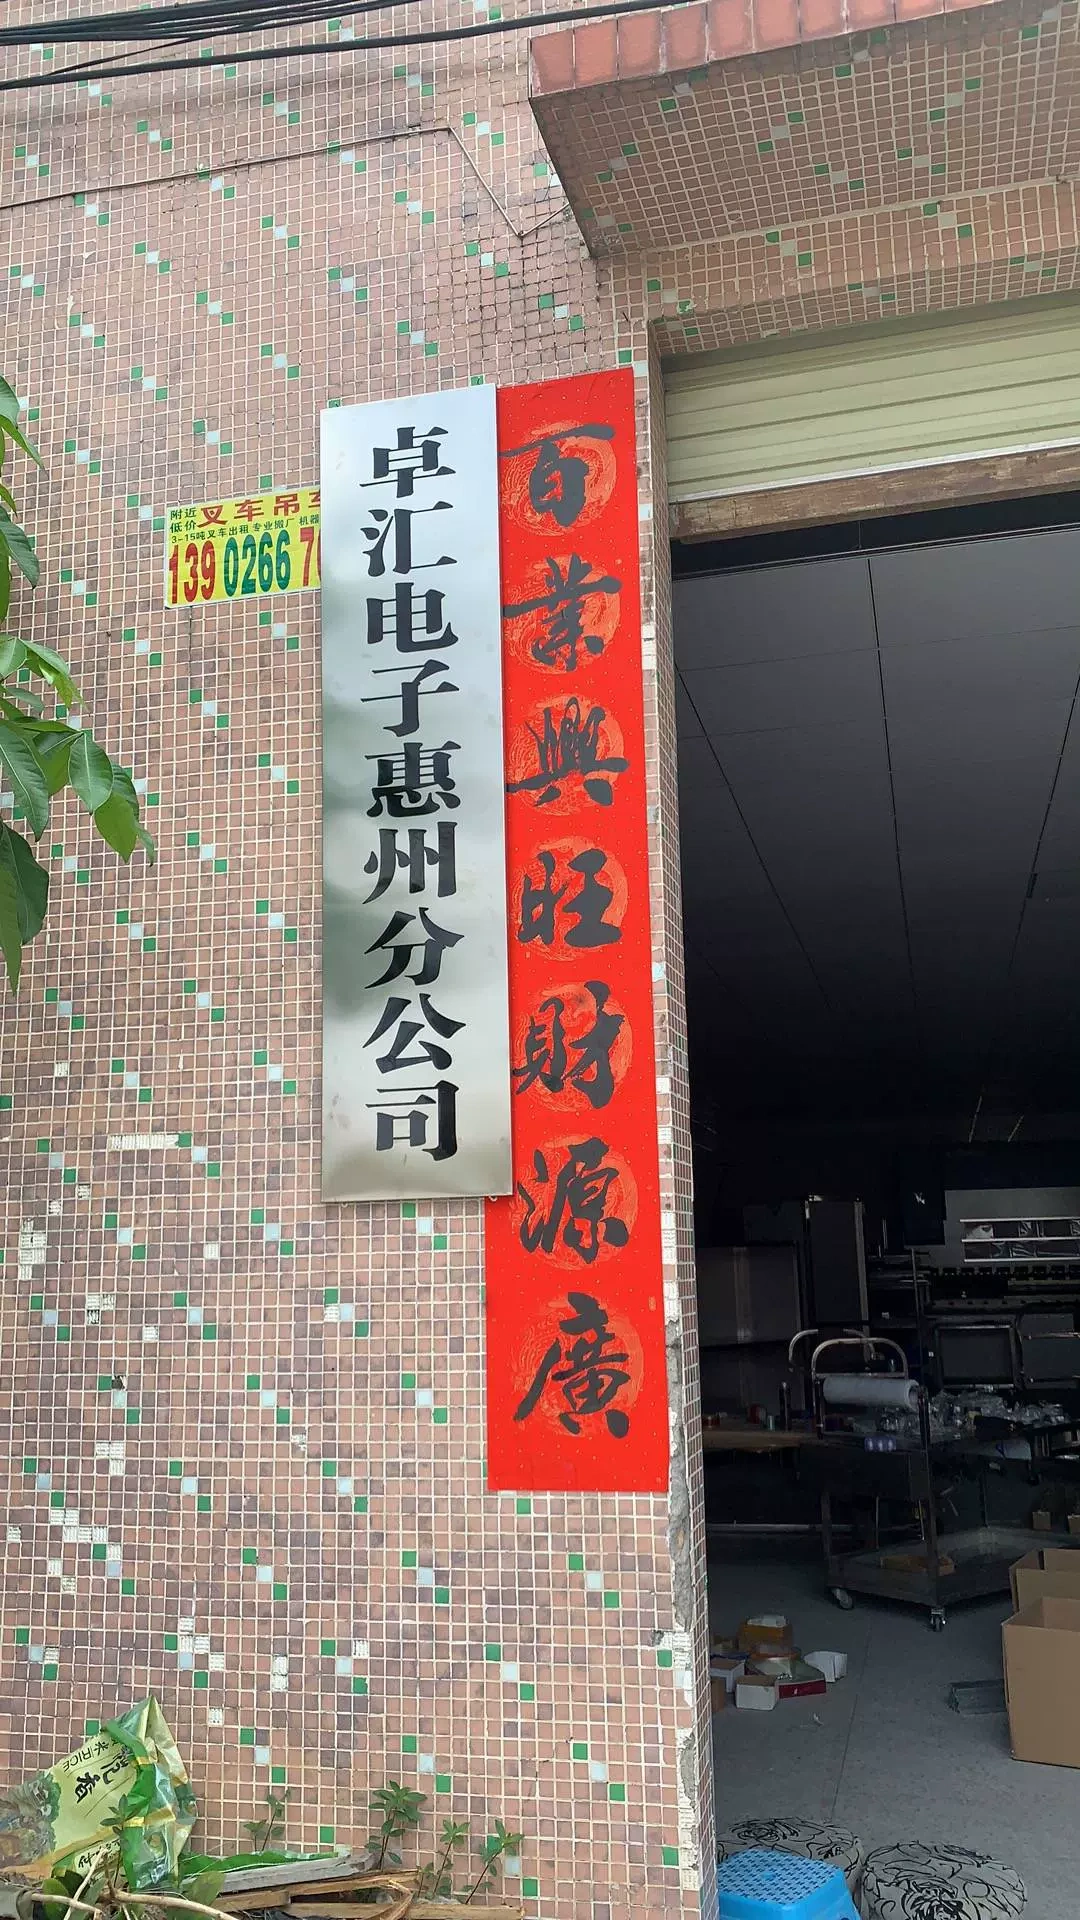 卓汇电子惠州分公司
百業興旺財源廣
附近
低价
叉车吊车
3-15吨叉车出租 专业搬厂 机器
139 0266 7